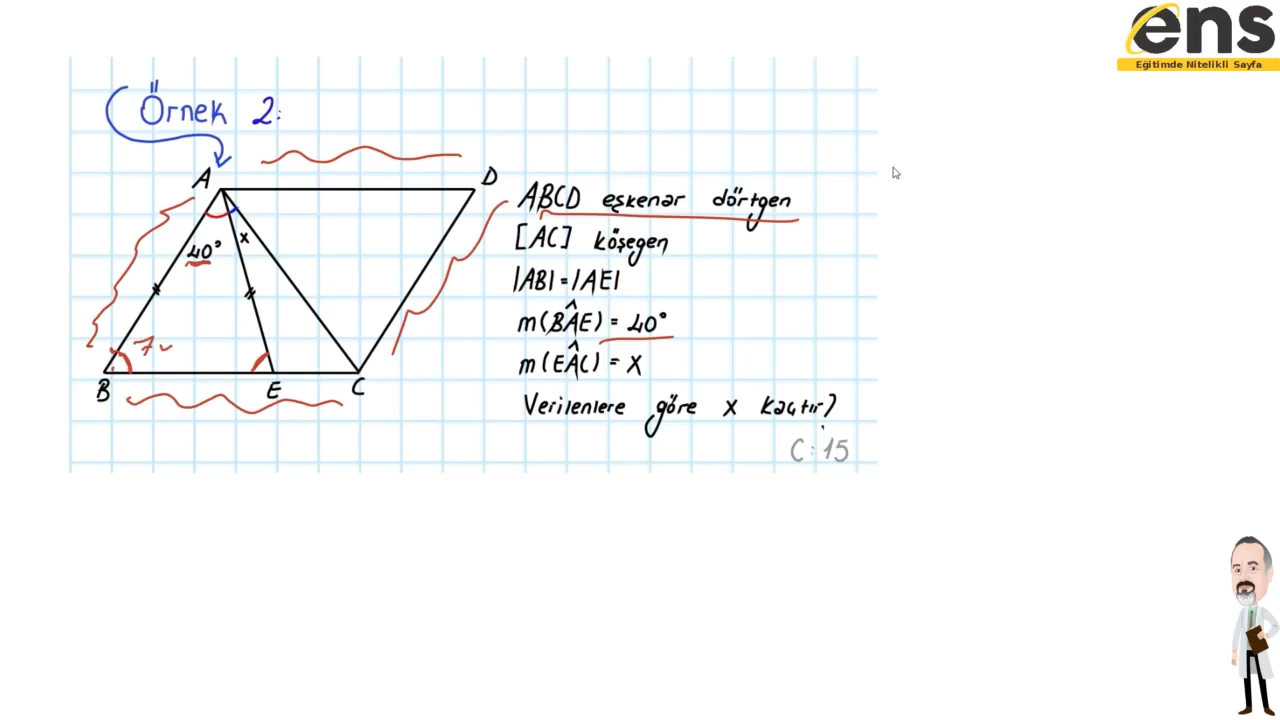 ens
Eğitimde Nitelikli Sayfa
Örnek 2:
A
D
40°
x
B
E
C
ABCD eşkenar dörtgen
[AC] köşegen
|AB| = |AE|
m(BÂE) = 40°
m(EÂC) = x
Verilenlere göre x kaçtır?
C: 15